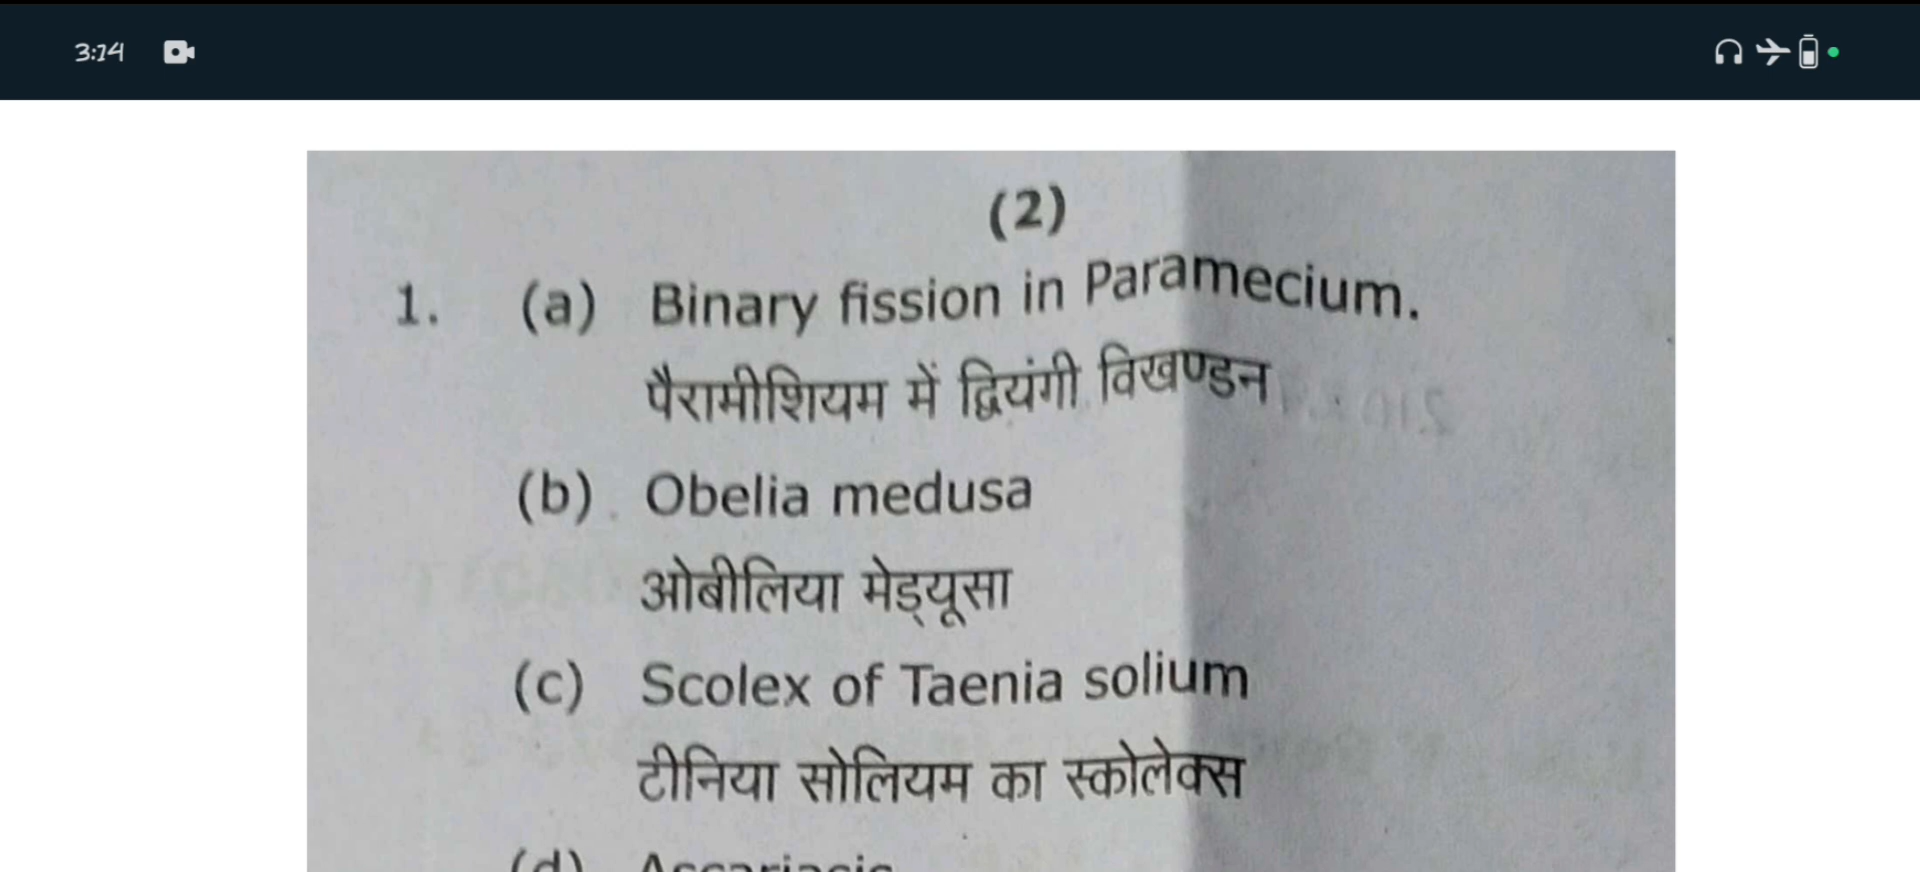 3:14
(2)
1. (a) Binary fission in Paramecium.
पैरामीशियम में द्वियंगी विखण्डन
(b) Obelia medusa
ओबीलिया मेड्यूसा
(c) Scolex of Taenia solium
टीनिया सोलियम का स्कोलेक्स
(d)